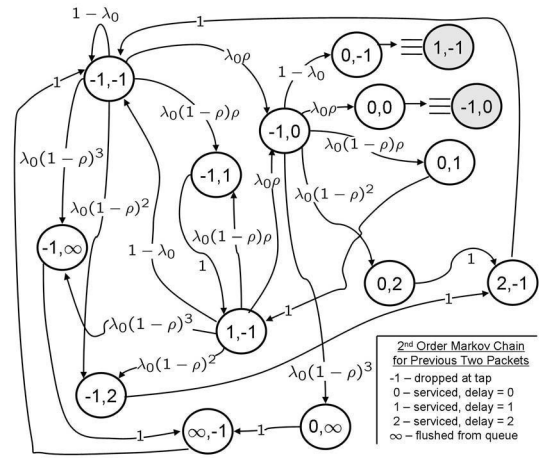 1 − λ₀
1
-1,-1
λ₀ρ
0,-1
1,-1
1
1 − λ₀
λ₀(1 − ρ)ρ
λ₀ρ
0,0
-1,0
-1,0
λ₀(1 − ρ)ρ
λ₀(1 − ρ)³
-1,1
λ₀ρ
0,1
λ₀(1 − ρ)²
λ₀(1 − ρ)²
-1,∞
λ₀(1 − ρ)ρ
1 − λ₀
1
1
0,2
2,-1
1
λ₀(1 − ρ)³
1,-1
1
λ₀(1 − ρ)²
λ₀(1 − ρ)³
-1,2
1
∞,-1
1
0,∞
2nd Order Markov Chain
for Previous Two Packets
-1 – dropped at tap
0 – serviced, delay = 0
1 – serviced, delay = 1
2 – serviced, delay = 2
∞ – flushed from queue